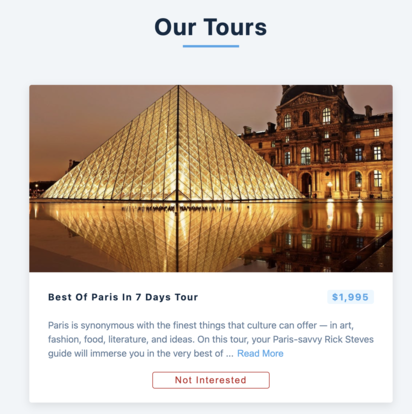 Our Tours
Best Of Paris In 7 Days Tour
$1,995
Paris is synonymous with the finest things that culture can offer — in art,
fashion, food, literature, and ideas. On this tour, your Paris-savvy Rick Steves
guide will immerse you in the very best of ... Read More
Not Interested